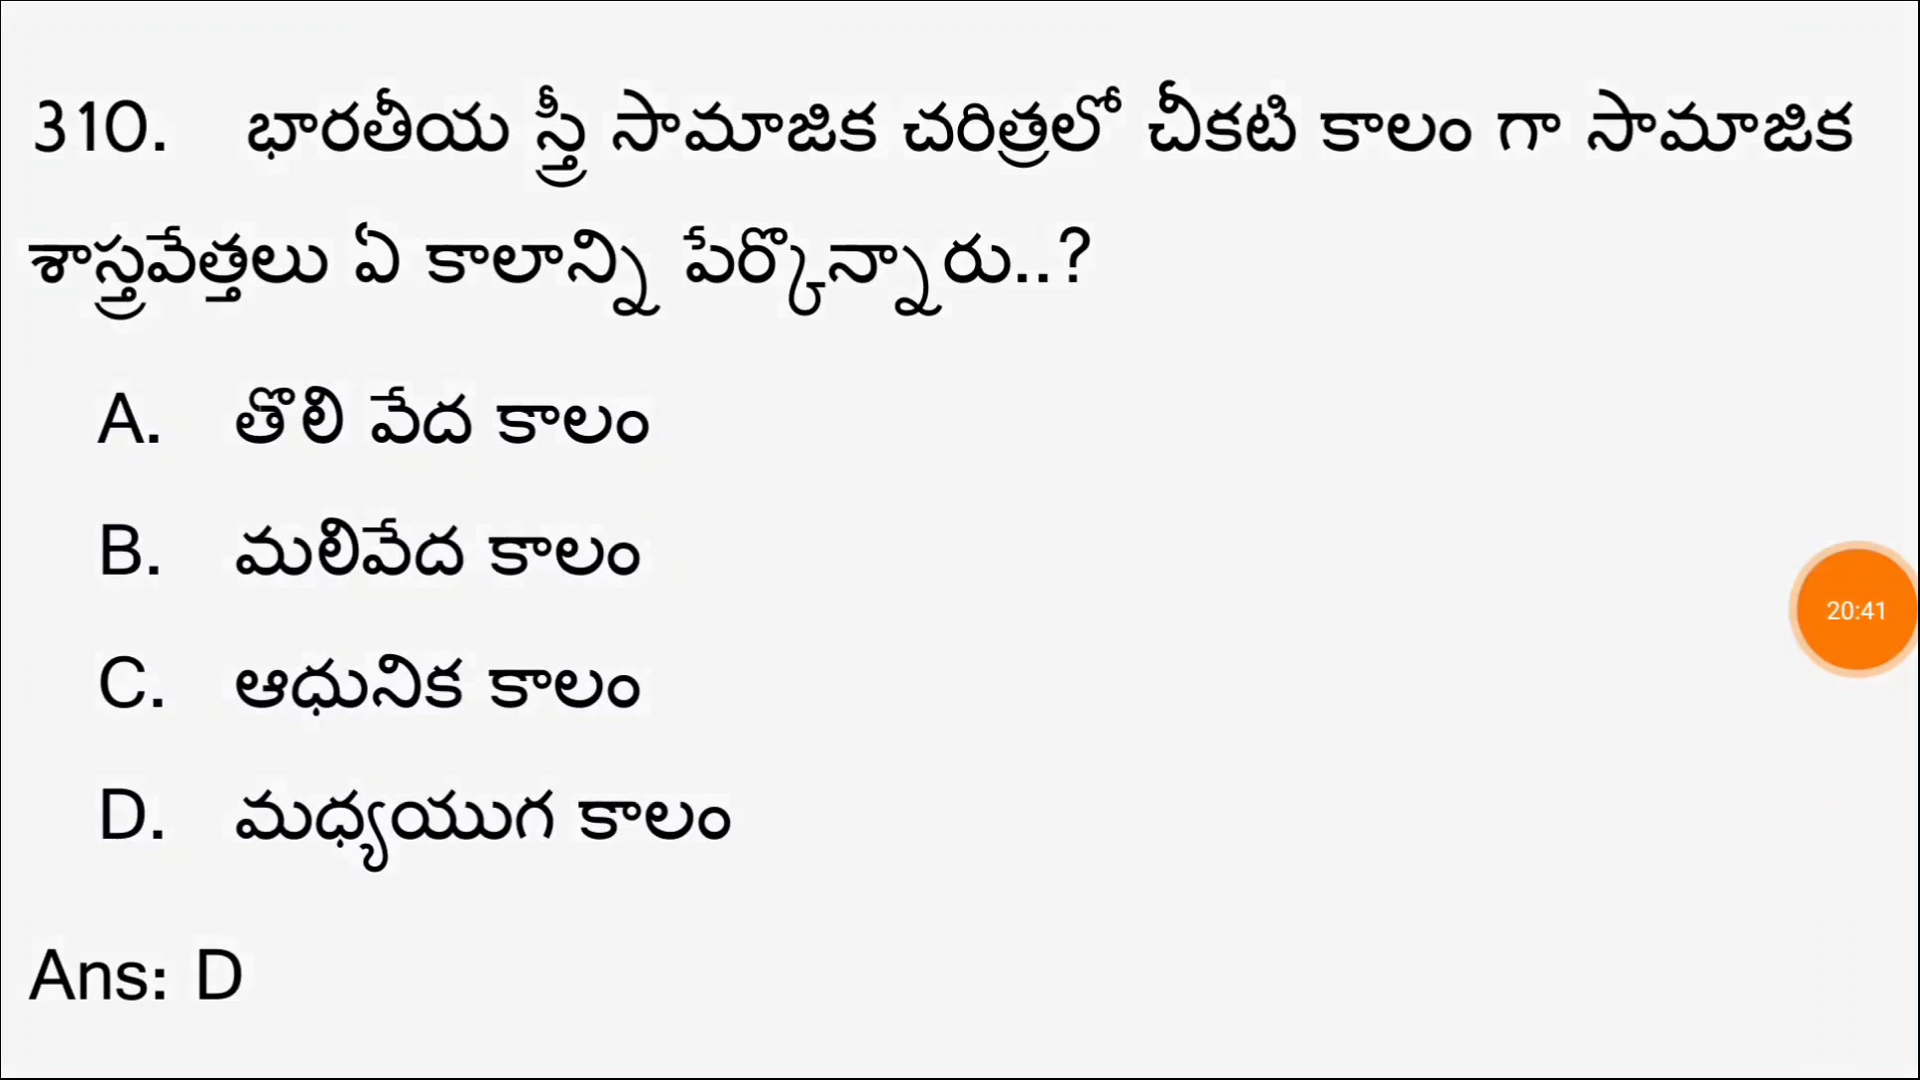 310. భారతీయ స్త్రీ సామాజిక చరిత్రలో చీకటి కాలం గా సామాజిక
శాస్త్రవేత్తలు ఏ కాలాన్ని పేర్కొన్నారు..?
A. తొలి వేద కాలం
B. మలివేద కాలం
C. ఆధునిక కాలం
20:41
D. మధ్యయుగ కాలం
Ans: D